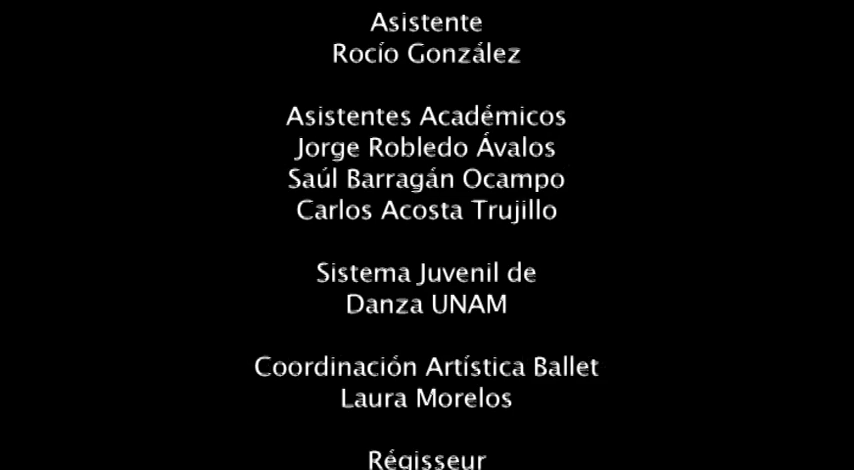 Asistente
Rocío González
Asistentes Académicos
Jorge Robledo Ávalos
Saúl Barragán Ocampo
Carlos Acosta Trujillo
Sistema Juvenil de
Danza UNAM
Coordinación Artística Ballet
Laura Morelos
Régisseur